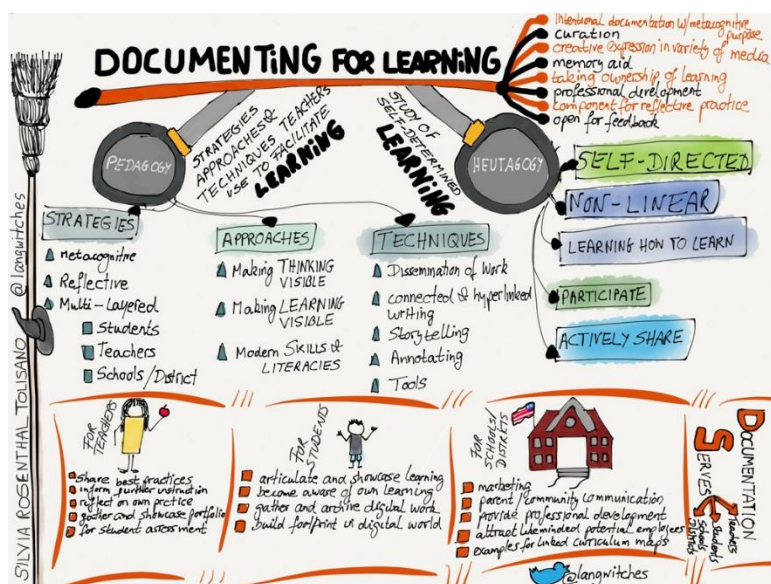 DOCUMENTING FOR LEARNING
Intentional documentation w/metacognitive
purpose
curation
creative expression in variety of media
memory aid
taking ownership of learning
professional development
component for reflective practice
open for feedback
PEDAGOGY
STRATEGIES
APPROACHES &
TECHNIQUES TEACHERS
USE TO FACILITATE
LEARNING
STUDY OF
SELF-DETERMINED
LEARNING
HEUTAGOGY
SELF-DIRECTED
NON-LINEAR
LEARNING HOW TO LEARN
PARTICIPATE
ACTIVELY SHARE
STRATEGIES
Metacognitive
Reflective
Multi-Layered
Students
Teachers
Schools/District
APPROACHES
Making THINKING
VISIBLE
Making LEARNING
VISIBLE
Modern SKILLS &
LITERACIES
TECHNIQUES
Dissemination of Work
connected & hyperlinked
writing
Storytelling
Annotating
Tools
SILVIA ROSENTHAL TOLISANO @langwitches
FOR
TEACHERS
share best practices
inform further instruction
reflect on own prctice
gather and showcase portfolio
for student assessment
FOR
STUDENTS
articulate and showcase learning
become aware of own learning
gather and archive digital work
build footprint in digital world
FOR
SCHOOLS/
DISTRICTS
marketing
parent/community communication
provide professional development
attract likeminded potential employees
examples for linked curriculum maps
DOCUMENTATION
SERVES
Teachers
Students
Schools
Districts
@langwitches